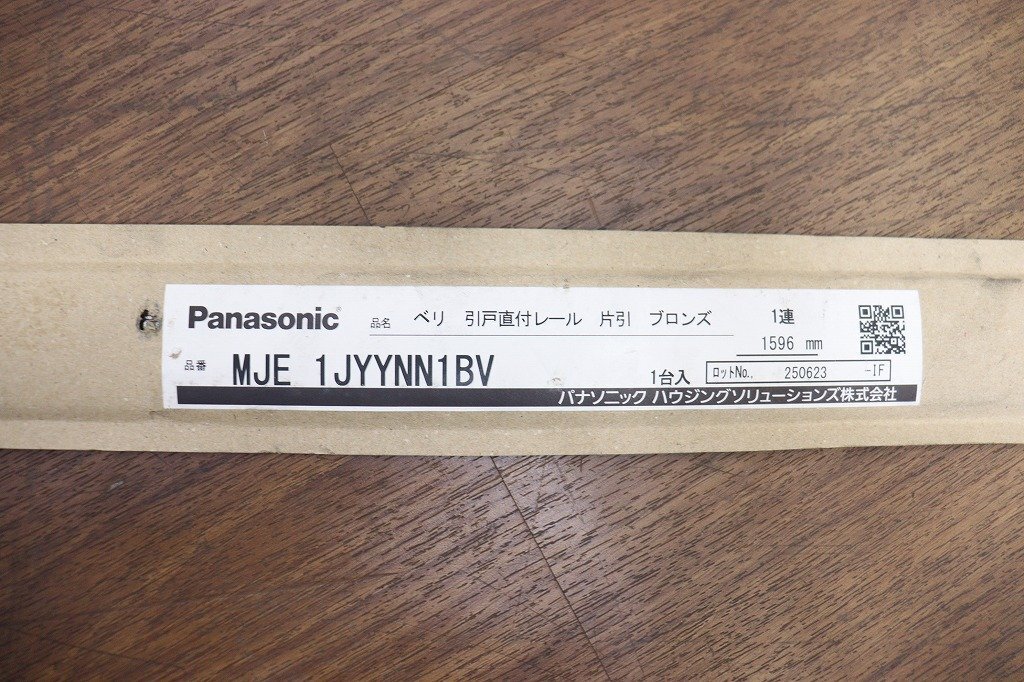 Panasonic®
品名 ベリ 引戸直付レール 片引 ブロンズ 1連
1596 mm
品番 MJE 1JYYNN1BV
1台入 ロットNo. 250623 -IF
パナソニック ハウジングソリューションズ株式会社